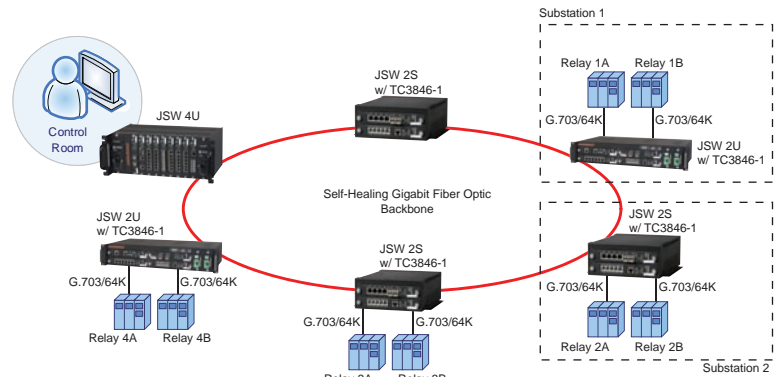 Substation 1
Relay 1A
Relay 1B
G.703/64K
G.703/64K
JSW 2U
w/ TC3846-1
JSW 2S
w/ TC3846-1
JSW 4U
Control
Room
Self-Healing Gigabit Fiber Optic
Backbone
JSW 2U
w/ TC3846-1
G.703/64K
G.703/64K
Relay 4A
Relay 4B
JSW 2S
w/ TC3846-1
G.703/64K
G.703/64K
JSW 2S
w/ TC3846-1
G.703/64K
G.703/64K
Relay 2A
Relay 2B
Substation 2